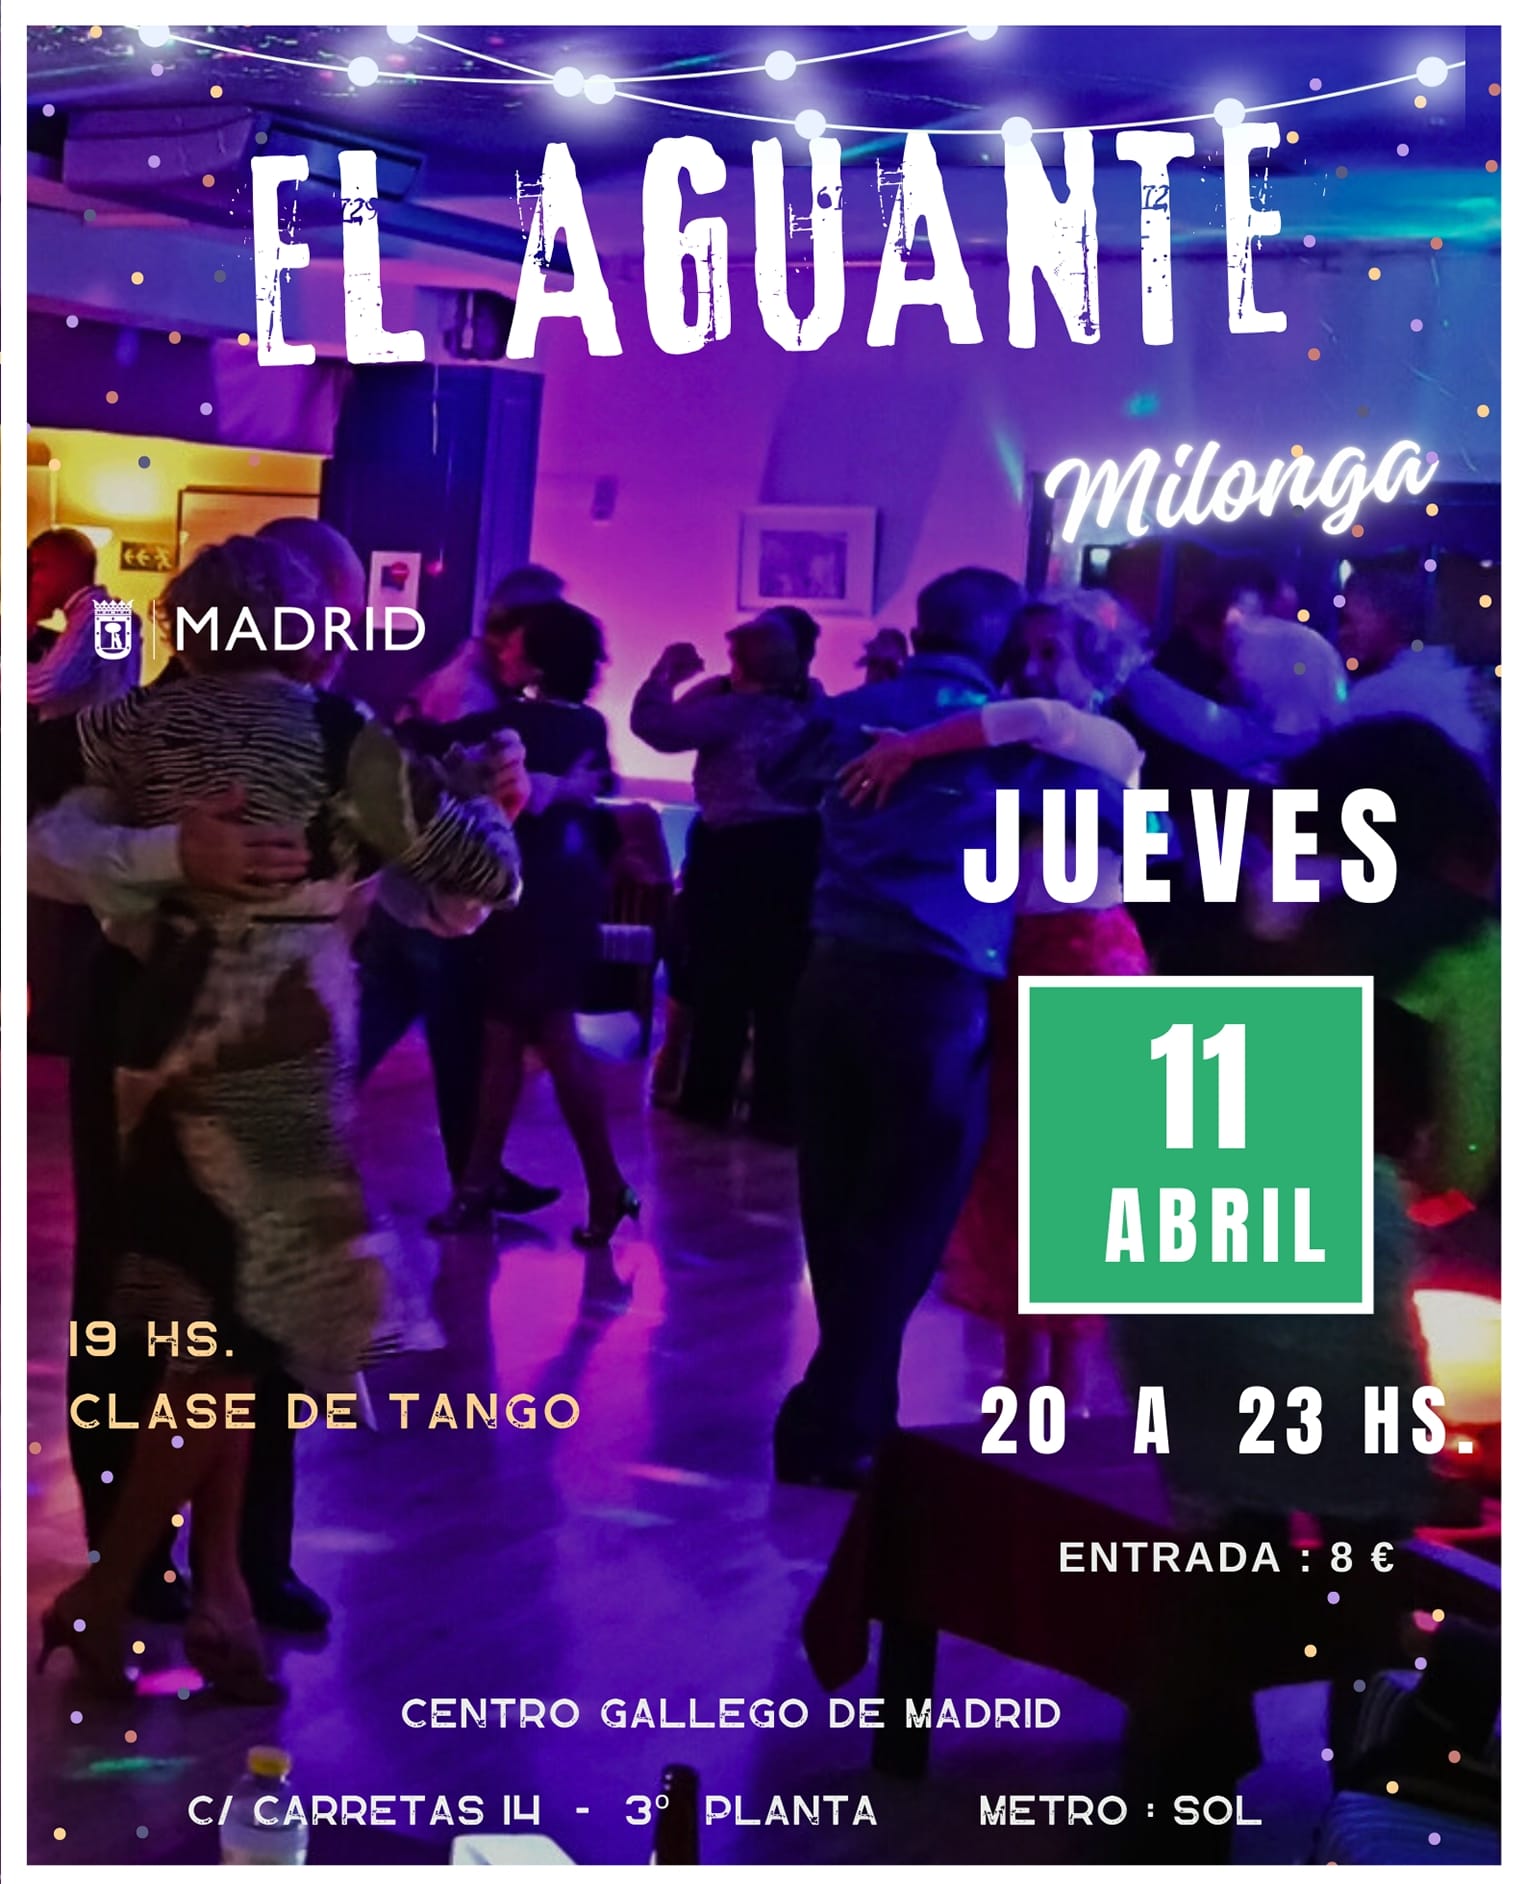 EL AGUANTE
Milonga
MADRID
JUEVES
11
ABRIL
19 HS.
CLASE DE TANGO
20 A 23 HS.
ENTRADA : 8 €
CENTRO GALLEGO DE MADRID
C/ CARRETAS 14 - 3º PLANTA METRO : SOL